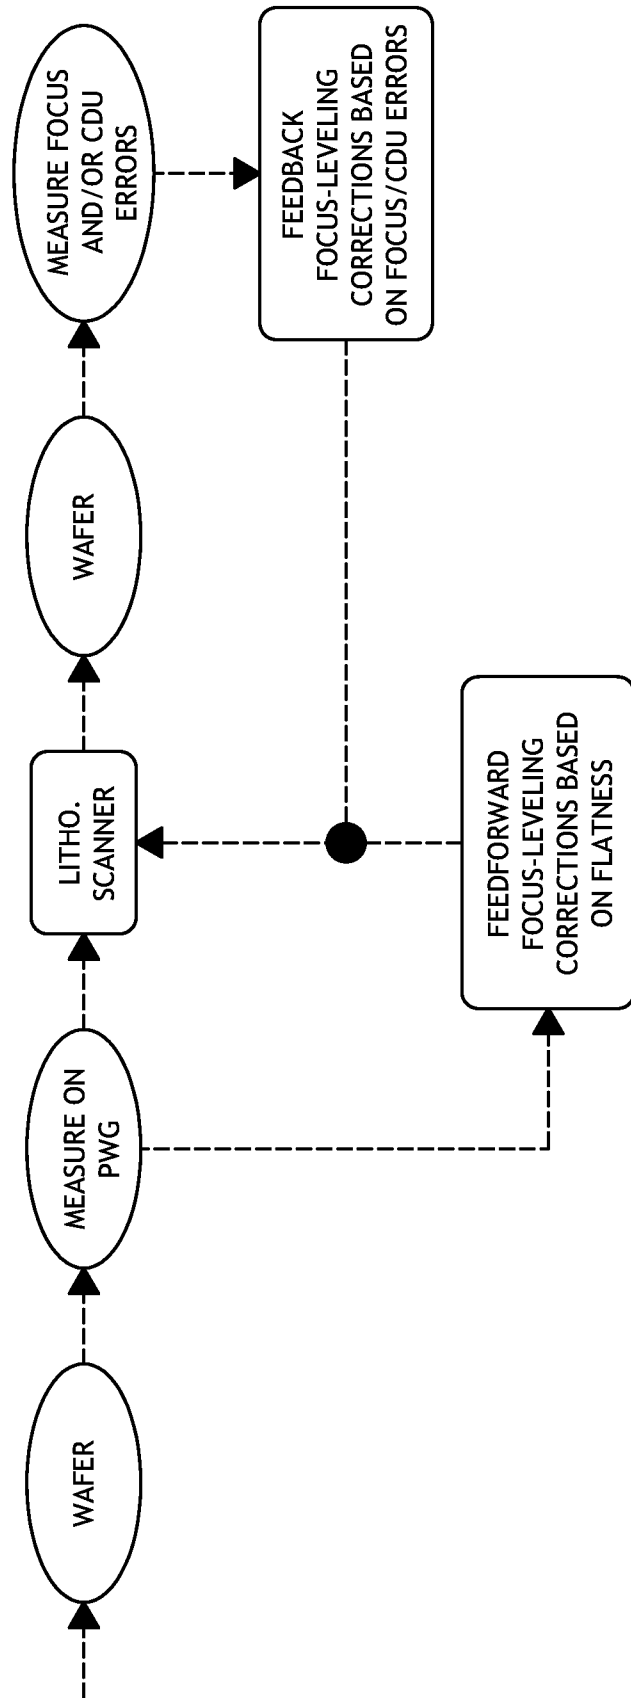 WAFER
MEASURE ON
PWG
LITHO.
SCANNER
WAFER
MEASURE FOCUS
AND/OR CDU
ERRORS
FEEDBACK
FOCUS-LEVELING
CORRECTIONS BASED
ON FOCUS/CDU ERRORS
FEEDFORWARD
FOCUS-LEVELING
CORRECTIONS BASED
ON FLATNESS